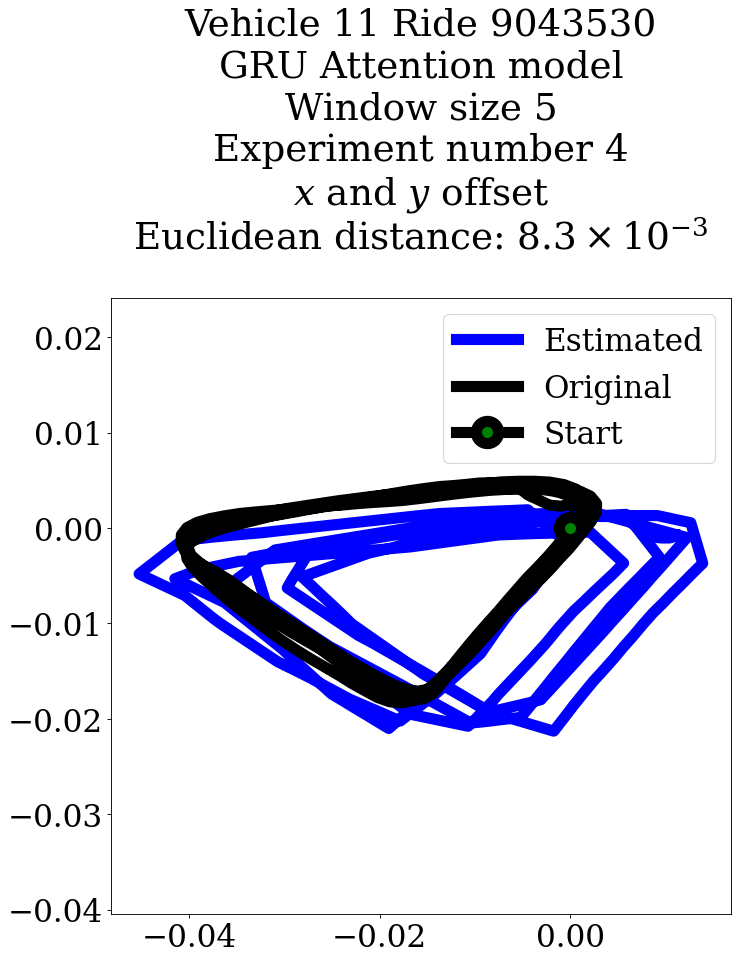 Vehicle 11 Ride 9043530
GRU Attention model
Window size 5
Experiment number 4
x and y offset
Euclidean distance: 8.3 × 10⁻³
Estimated
Original
Start
0.02
0.01
0.00
−0.01
−0.02
−0.03
−0.04
−0.04 −0.02 0.00